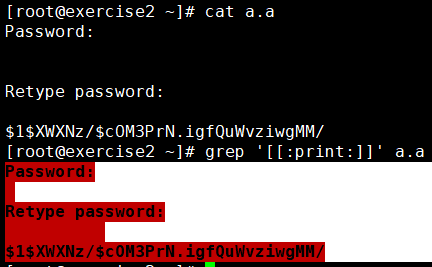 [root@exercise2 ~]# cat a.a
Password:
Retype password:
$1$XWXNz/$cOM3PrN.igfQuWvziwgMM/
[root@exercise2 ~]# grep '[[:print:]]' a.a
Password:
Retype password:
$1$XWXNz/$cOM3PrN.igfQuWvziwgMM/